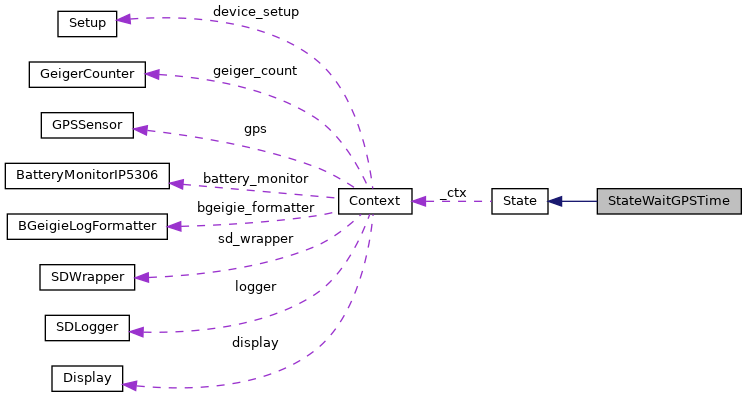 device_setup
Setup
geiger_count
GeigerCounter
gps
GPSSensor
battery_monitor
BatteryMonitorIP5306
bgeigie_formatter
BGeigieLogFormatter
sd_wrapper
SDWrapper
logger
SDLogger
display
Display
Context
_ctx
State
StateWaitGPSTime